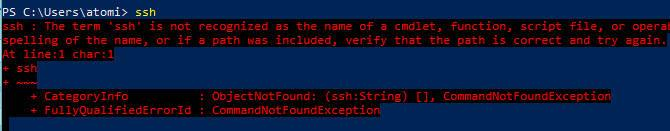 PS C:\Users\atomi> ssh
ssh : The term 'ssh' is not recognized as the name of a cmdlet, function, script file, or opera
spelling of the name, or if a path was included, verify that the path is correct and try again.
At line:1 char:1
+ ssh
+ ~~~
    + CategoryInfo          : ObjectNotFound: (ssh:String) [], CommandNotFoundException
    + FullyQualifiedErrorId : CommandNotFoundException